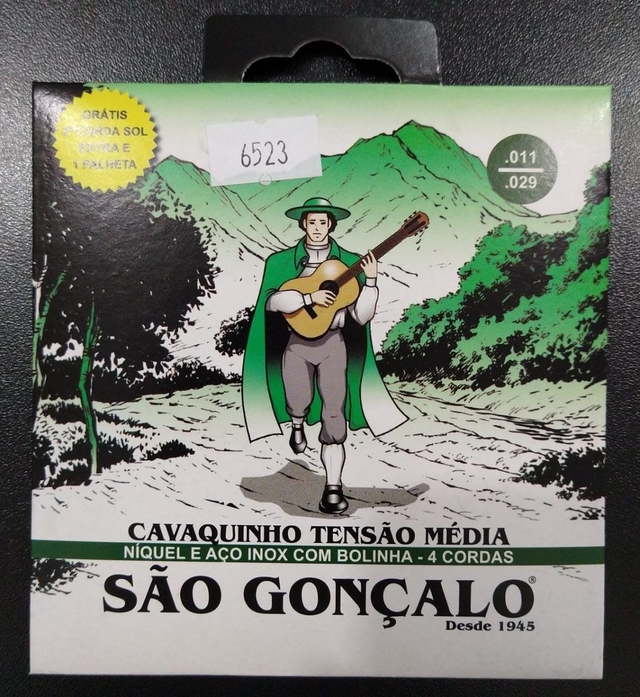 GRÁTIS
CORDA SOL
E
1 PALHETA
6523
.011
.029
CAVAQUINHO TENSÃO MÉDIA
NÍQUEL E AÇO INOX COM BOLINHA - 4 CORDAS
SÃO GONÇALO®
Desde 1945